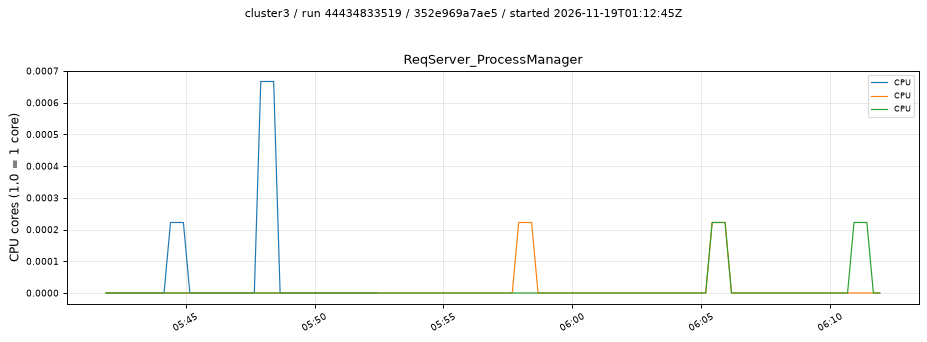 cluster3 / run 44434833519 / 352e969a7ae5 / started 2026-11-19T01:12:45Z
ReqServer_ProcessManager
CPU cores (1.0 = 1 core)
0.0007
0.0006
0.0005
0.0004
0.0003
0.0002
0.0001
0.0000
CPU
CPU
CPU
05:45
05:50
05:55
06:00
06:05
06:10